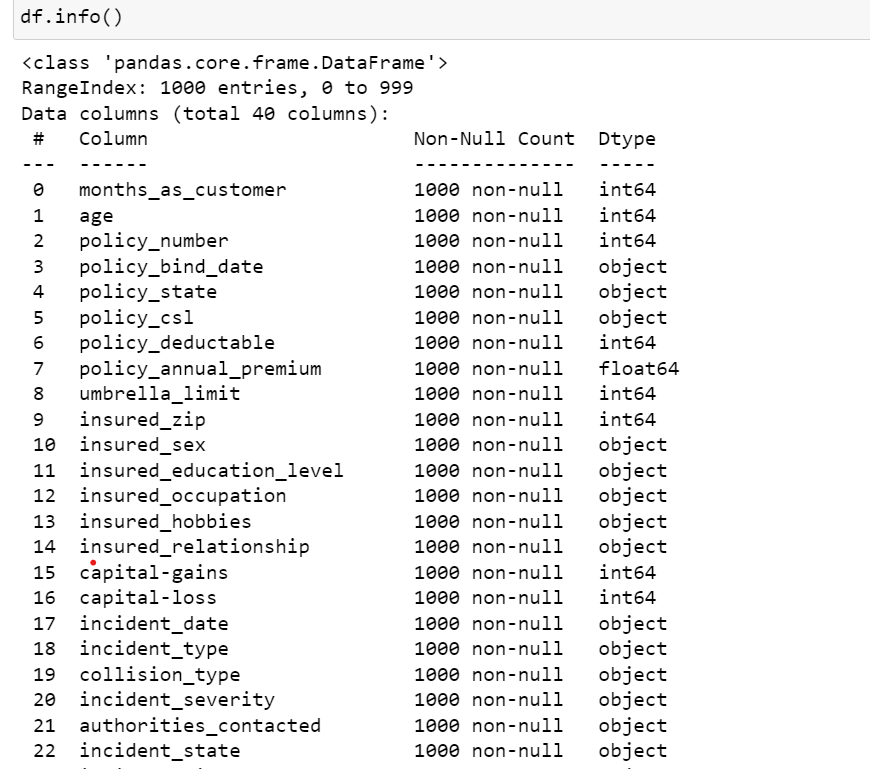 df.info()
<class 'pandas.core.frame.DataFrame'>
RangeIndex: 1000 entries, 0 to 999
Data columns (total 40 columns):
 #   Column                       Non-Null Count  Dtype
---  ------                       --------------  -----
 0   months_as_customer           1000 non-null   int64
 1   age                          1000 non-null   int64
 2   policy_number                1000 non-null   int64
 3   policy_bind_date             1000 non-null   object
 4   policy_state                 1000 non-null   object
 5   policy_csl                   1000 non-null   object
 6   policy_deductable            1000 non-null   int64
 7   policy_annual_premium        1000 non-null   float64
 8   umbrella_limit               1000 non-null   int64
 9   insured_zip                  1000 non-null   int64
 10  insured_sex                  1000 non-null   object
 11  insured_education_level      1000 non-null   object
 12  insured_occupation           1000 non-null   object
 13  insured_hobbies              1000 non-null   object
 14  insured_relationship         1000 non-null   object
 15  capital-gains                1000 non-null   int64
 16  capital-loss                 1000 non-null   int64
 17  incident_date                1000 non-null   object
 18  incident_type                1000 non-null   object
 19  collision_type               1000 non-null   object
 20  incident_severity            1000 non-null   object
 21  authorities_contacted        1000 non-null   object
 22  incident_state               1000 non-null   object